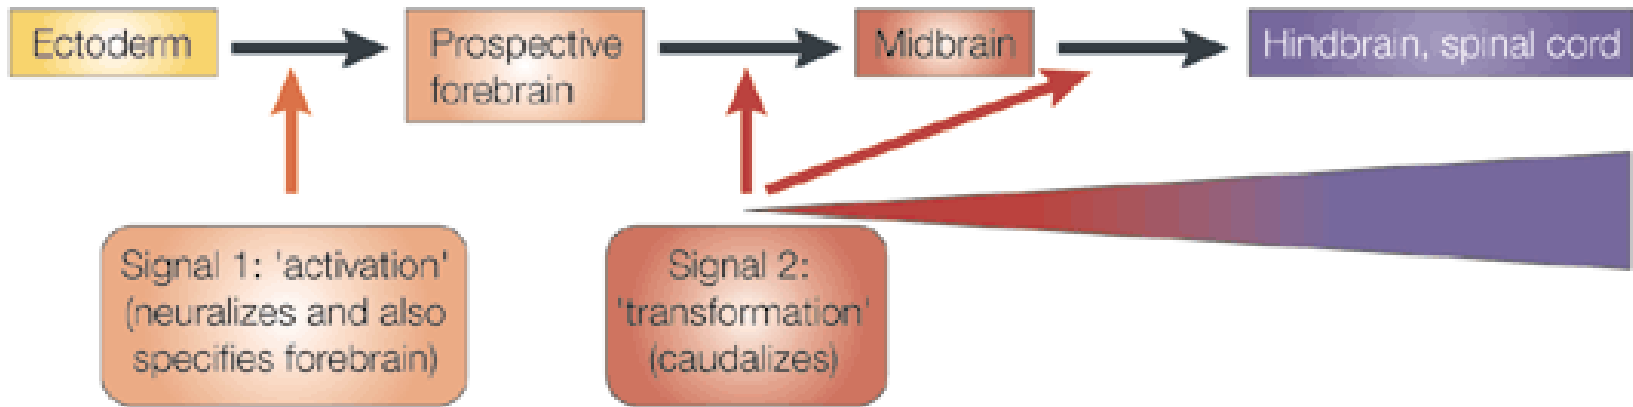 Ectoderm
Prospective
forebrain
Midbrain
Hindbrain, spinal cord
Signal 1: 'activation'
(neuralizes and also
specifies forebrain)
Signal 2:
'transformation'
(caudalizes)